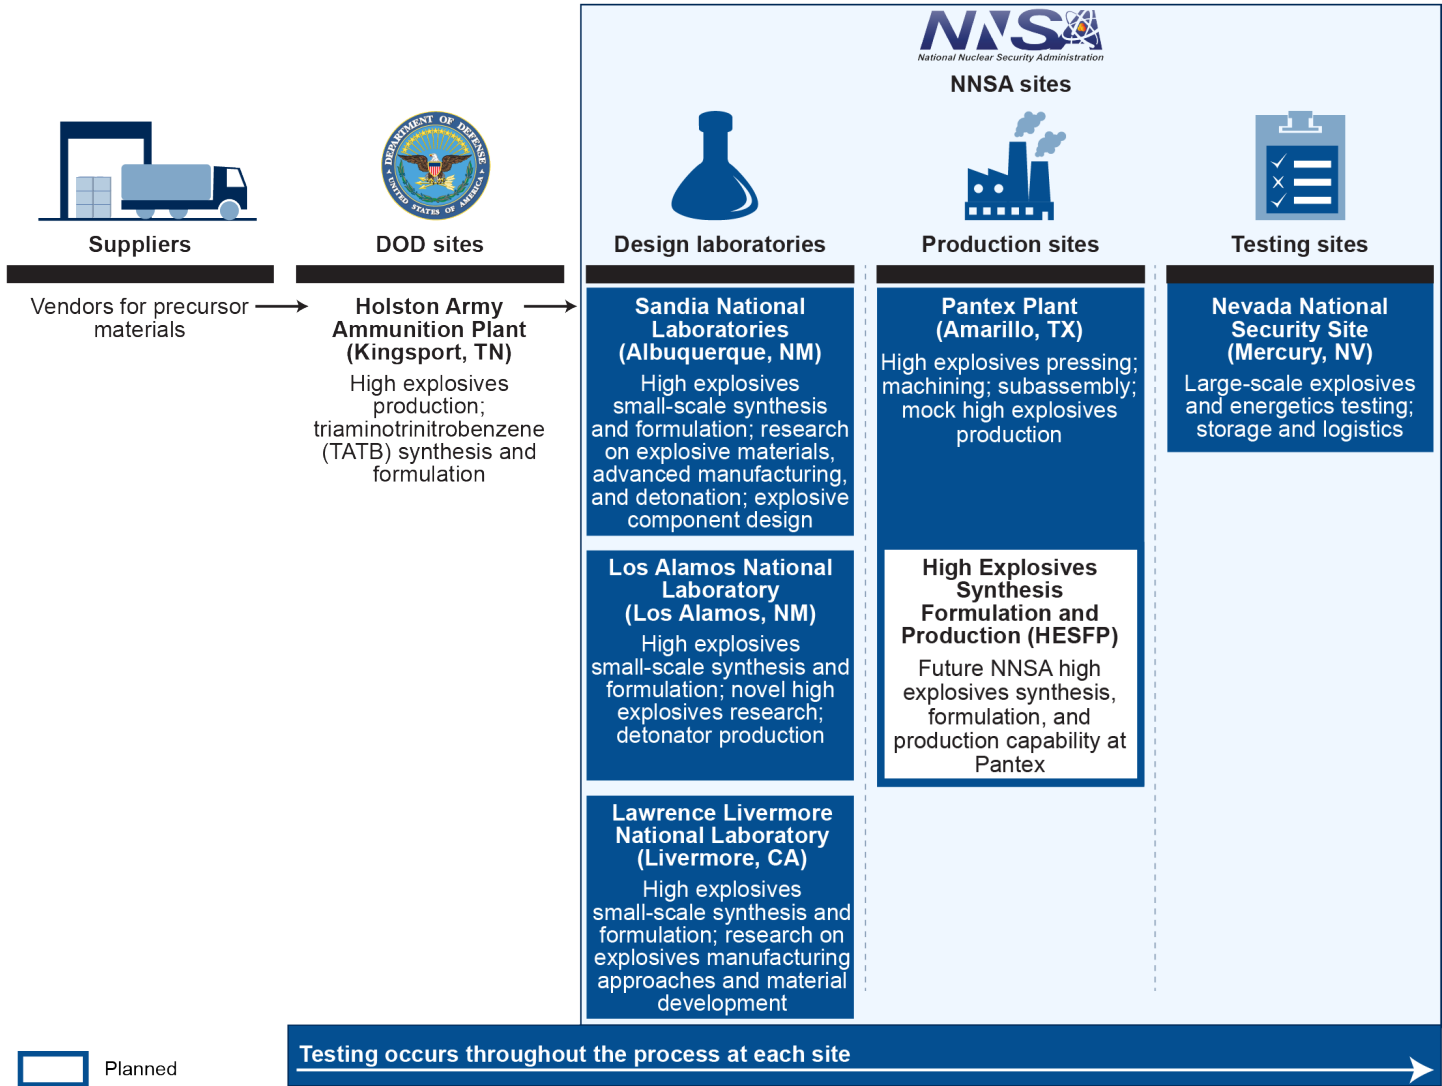 NNSA
National Nuclear Security Administration
NNSA sites
DEPARTMENT OF DEFENSE
UNITED STATES OF AMERICA
Suppliers
DOD sites
Design laboratories
Production sites
Testing sites
Vendors for precursor
materials
Holston Army
Ammunition Plant
(Kingsport, TN)
High explosives
production;
triaminotrinitrobenzene
(TATB) synthesis and
formulation
Sandia National
Laboratories
(Albuquerque, NM)
High explosives
small-scale synthesis
and formulation; research
on explosive materials,
advanced manufacturing,
and detonation; explosive
component design
Los Alamos National
Laboratory
(Los Alamos, NM)
High explosives
small-scale synthesis and
formulation; novel high
explosives research;
detonator production
Lawrence Livermore
National Laboratory
(Livermore, CA)
High explosives
small-scale synthesis and
formulation; research on
explosives manufacturing
approaches and material
development
Pantex Plant
(Amarillo, TX)
High explosives pressing;
machining; subassembly;
mock high explosives
production
High Explosives
Synthesis
Formulation and
Production (HESFP)
Future NNSA high
explosives synthesis,
formulation, and
production capability at
Pantex
Nevada National
Security Site
(Mercury, NV)
Large-scale explosives
and energetics testing;
storage and logistics
Testing occurs throughout the process at each site
Planned